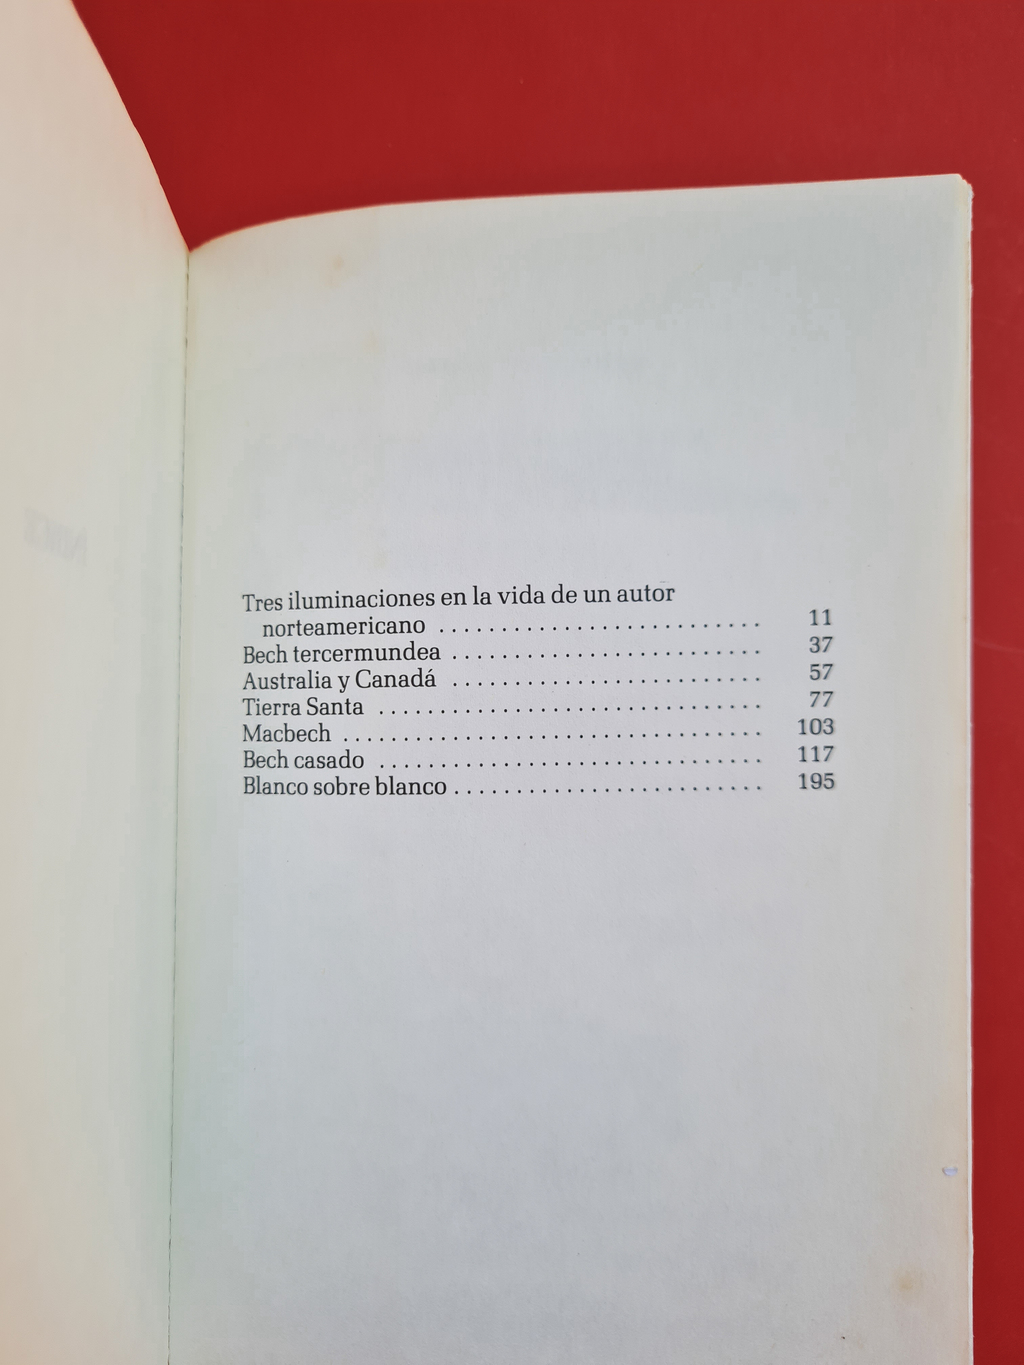 Tres iluminaciones en la vida de un autor
norteamericano .......................... 11
Bech tercermundea ......................... 37
Australia y Canadá ......................... 57
Tierra Santa ............................... 77
Macbech .................................. 103
Bech casado ............................... 117
Blanco sobre blanco ......................... 195